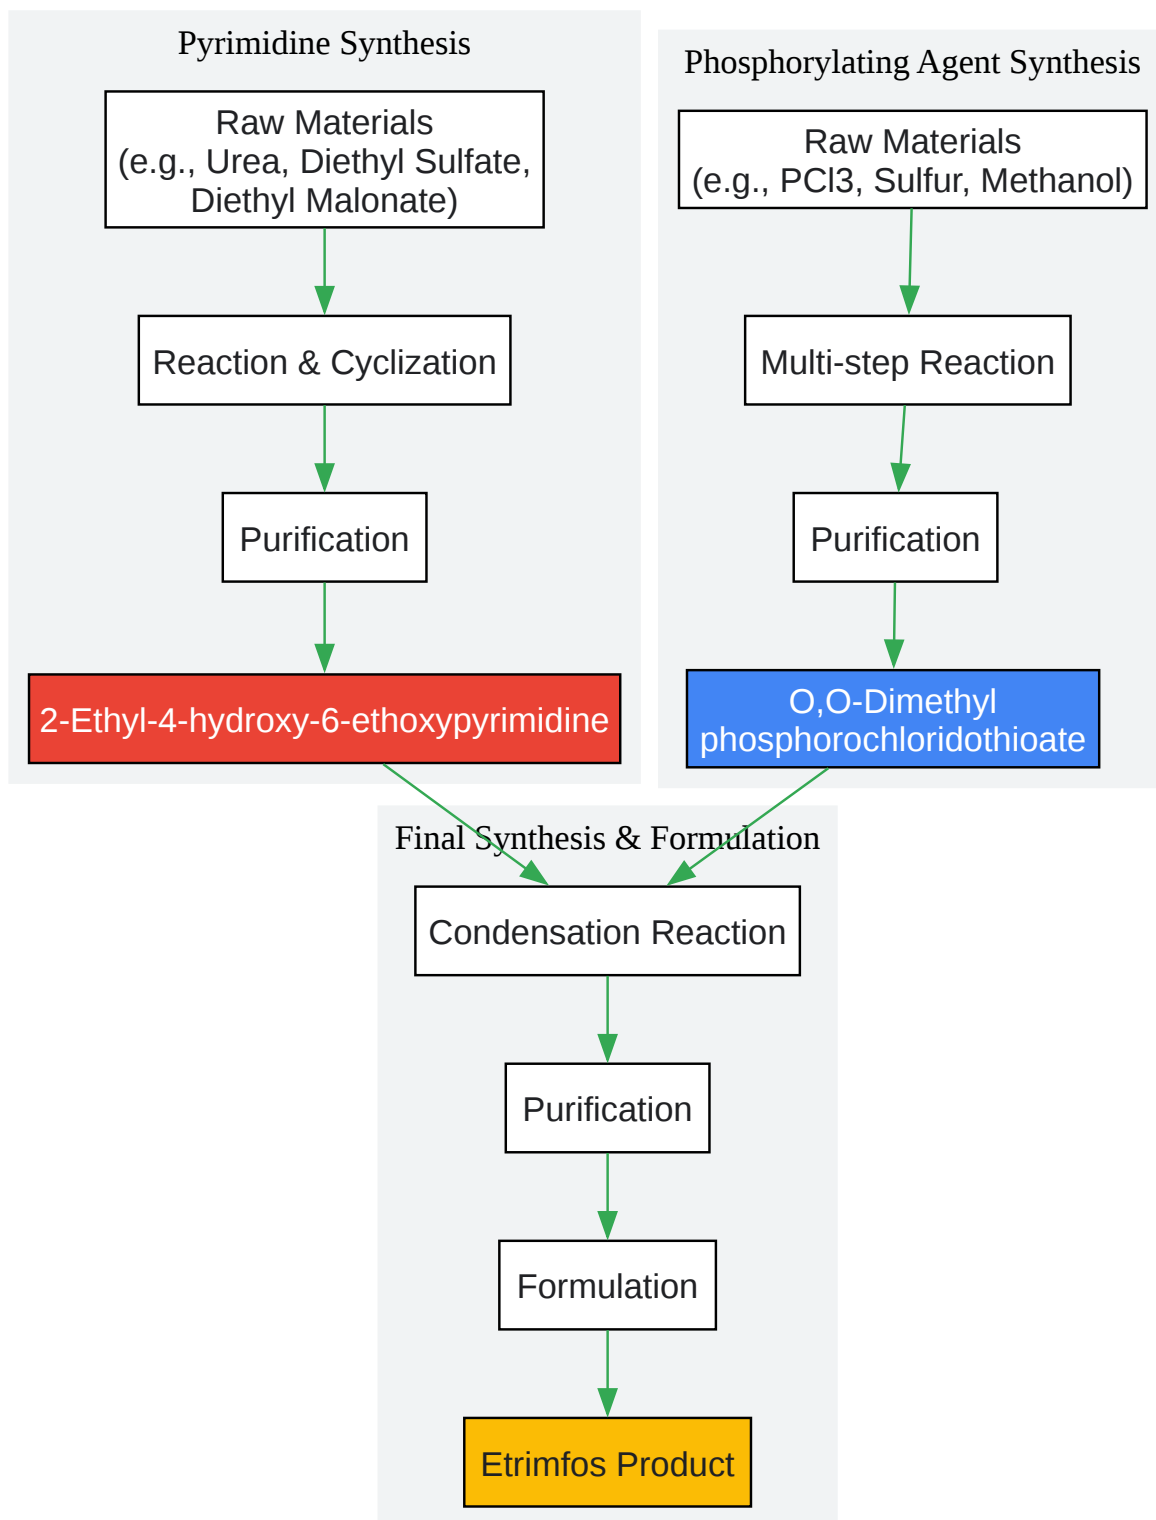 Pyrimidine Synthesis
Raw Materials
(e.g., Urea, Diethyl Sulfate,
Diethyl Malonate)
Reaction & Cyclization
Purification
2-Ethyl-4-hydroxy-6-ethoxypyrimidine
Phosphorylating Agent Synthesis
Raw Materials
(e.g., PCl3, Sulfur, Methanol)
Multi-step Reaction
Purification
O,O-Dimethyl
phosphorochloridothioate
Final Synthesis & Formulation
Condensation Reaction
Purification
Formulation
Etrimfos Product